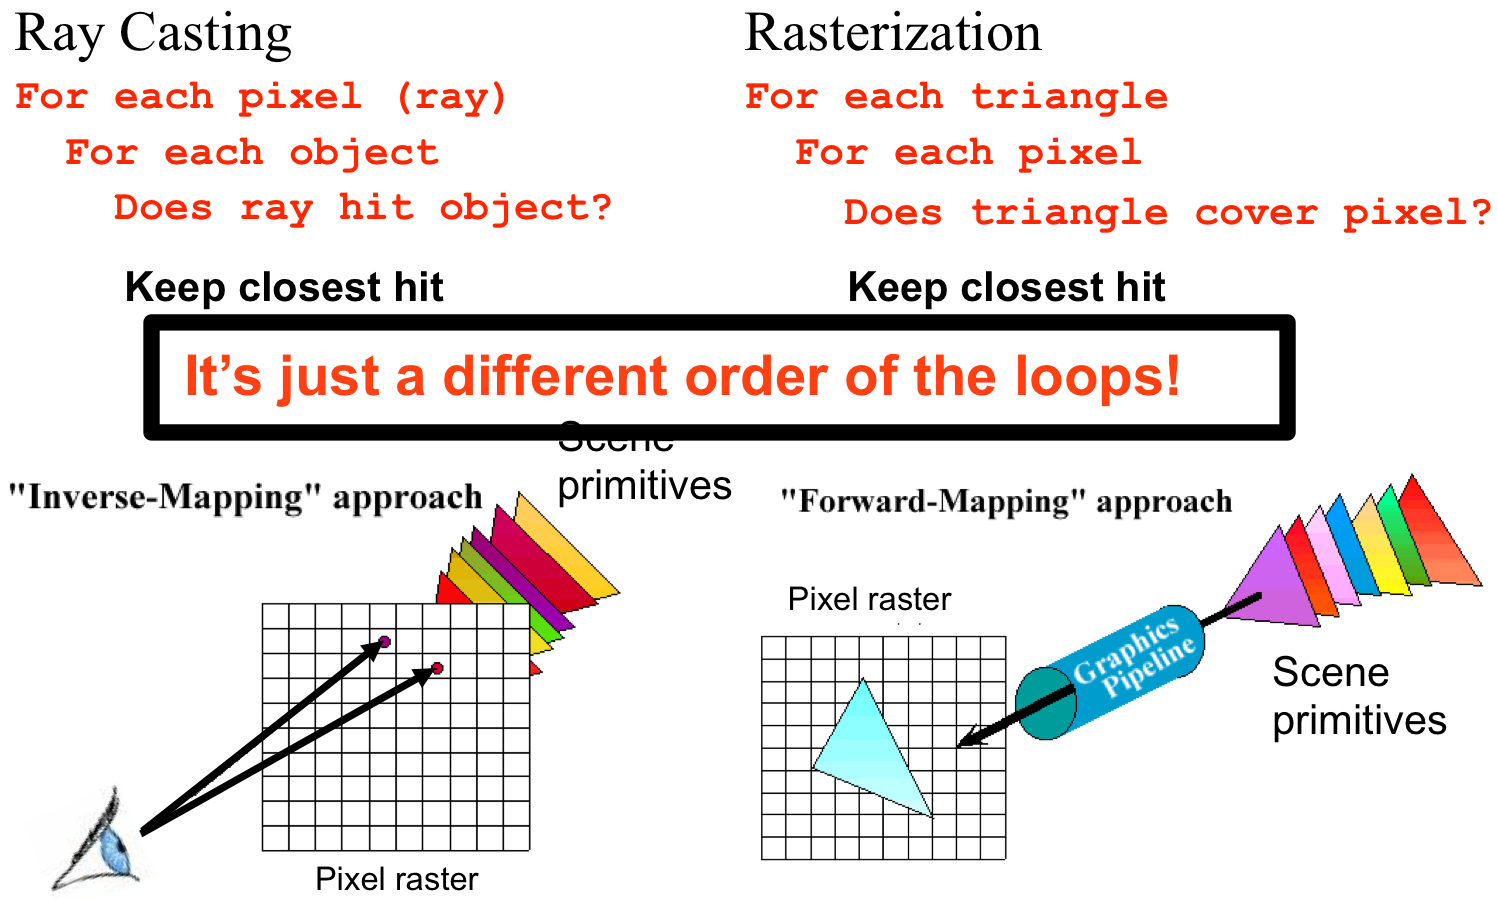 Ray Casting
For each pixel (ray)
For each object
Does ray hit object?
Keep closest hit
Rasterization
For each triangle
For each pixel
Does triangle cover pixel?
Keep closest hit
It’s just a different order of the loops!
"Inverse-Mapping" approach
Scene
primitives
Pixel raster
"Forward-Mapping" approach
Pixel raster
Graphics
Pipeline
Scene
primitives